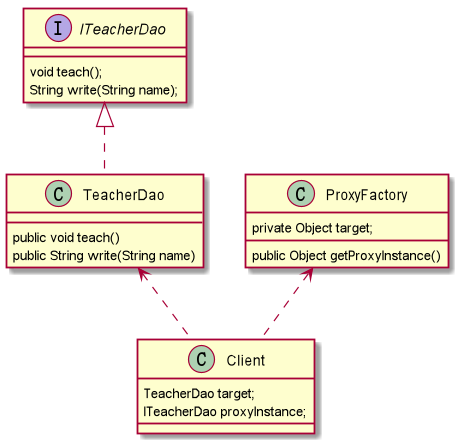 I ITeacherDao
void teach();
String write(String name);
C TeacherDao
public void teach()
public String write(String name)
C ProxyFactory
private Object target;
public Object getProxyInstance()
C Client
TeacherDao target;
ITeacherDao proxyInstance;